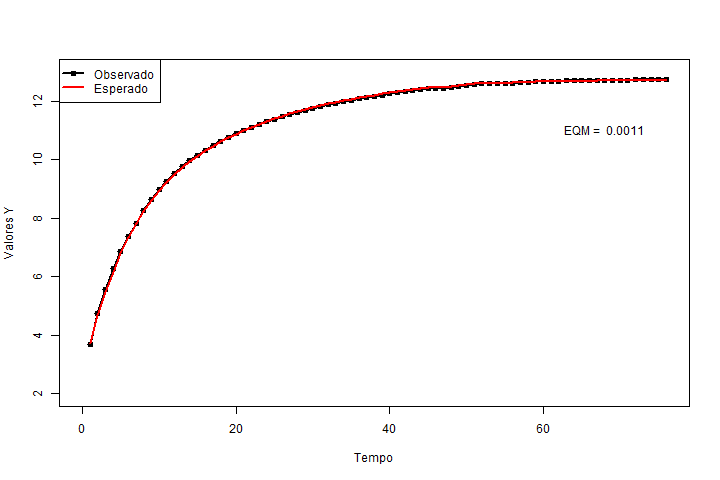 Observado
Esperado
EQM = 0.0011
Valores Y
12
10
8
6
4
2
0
20
40
60
Tempo